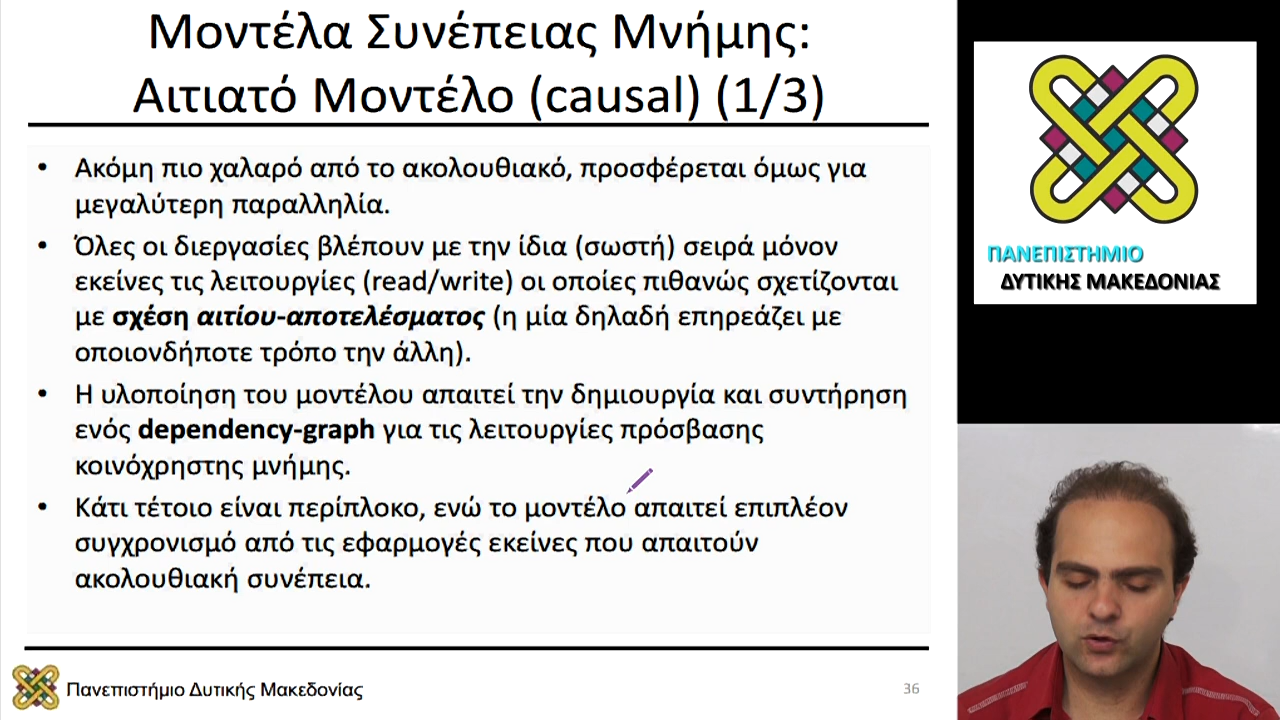 Μοντέλα Συνέπειας Μνήμης:
Αιτιατό Μοντέλο (causal) (1/3)
• Ακόμη πιο χαλαρό από το ακολουθιακό, προσφέρεται όμως για
μεγαλύτερη παραλληλία.
• Όλες οι διεργασίες βλέπουν με την ίδια (σωστή) σειρά μόνον
εκείνες τις λειτουργίες (read/write) οι οποίες πιθανώς σχετίζονται
με σχέση αιτίου-αποτελέσματος (η μία δηλαδή επηρεάζει με
οποιονδήποτε τρόπο την άλλη).
• Η υλοποίηση του μοντέλου απαιτεί την δημιουργία και συντήρηση
ενός dependency-graph για τις λειτουργίες πρόσβασης
κοινόχρηστης μνήμης.
• Κάτι τέτοιο είναι περίπλοκο, ενώ το μοντέλο απαιτεί επιπλέον
συγχρονισμό από τις εφαρμογές εκείνες που απαιτούν
ακολουθιακή συνέπεια.
Πανεπιστήμιο Δυτικής Μακεδονίας
36
ΠΑΝΕΠΙΣΤΗΜΙΟ
ΔΥΤΙΚΗΣ ΜΑΚΕΔΟΝΙΑΣ